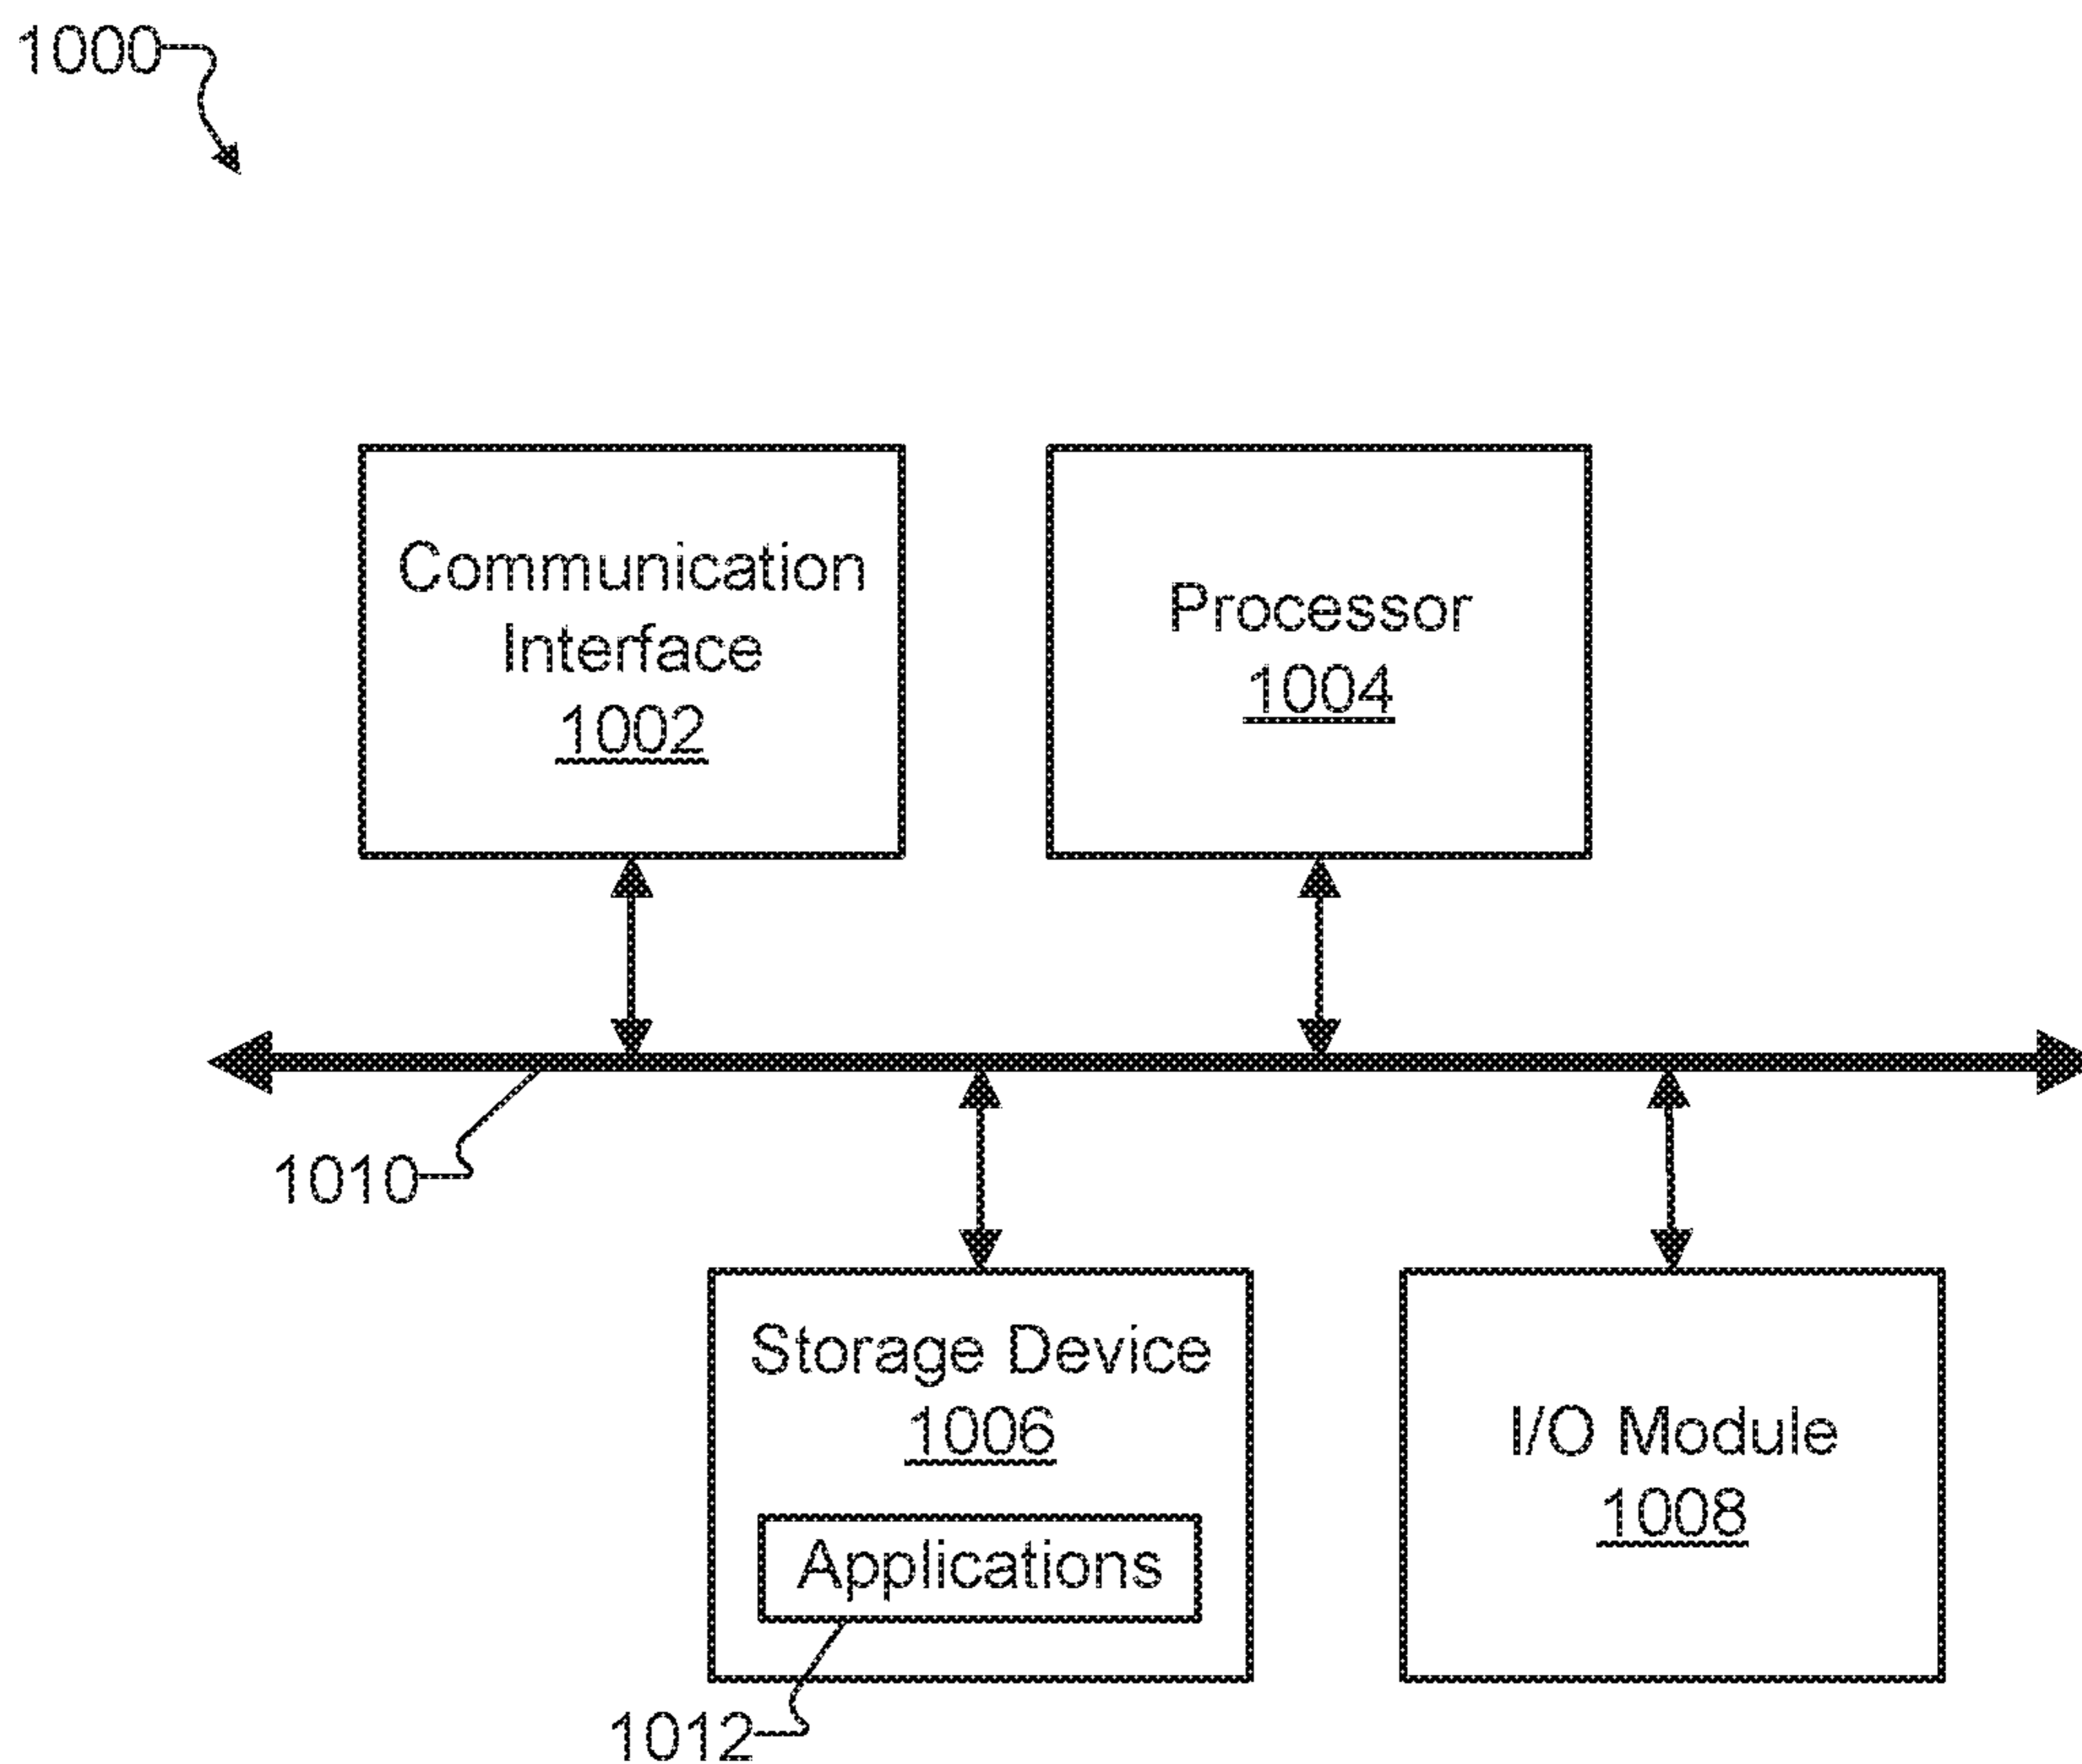 1000
Communication
Interface
1002
Processor
1004
1010
Storage Device
1006
Applications
1012
I/O Module
1008